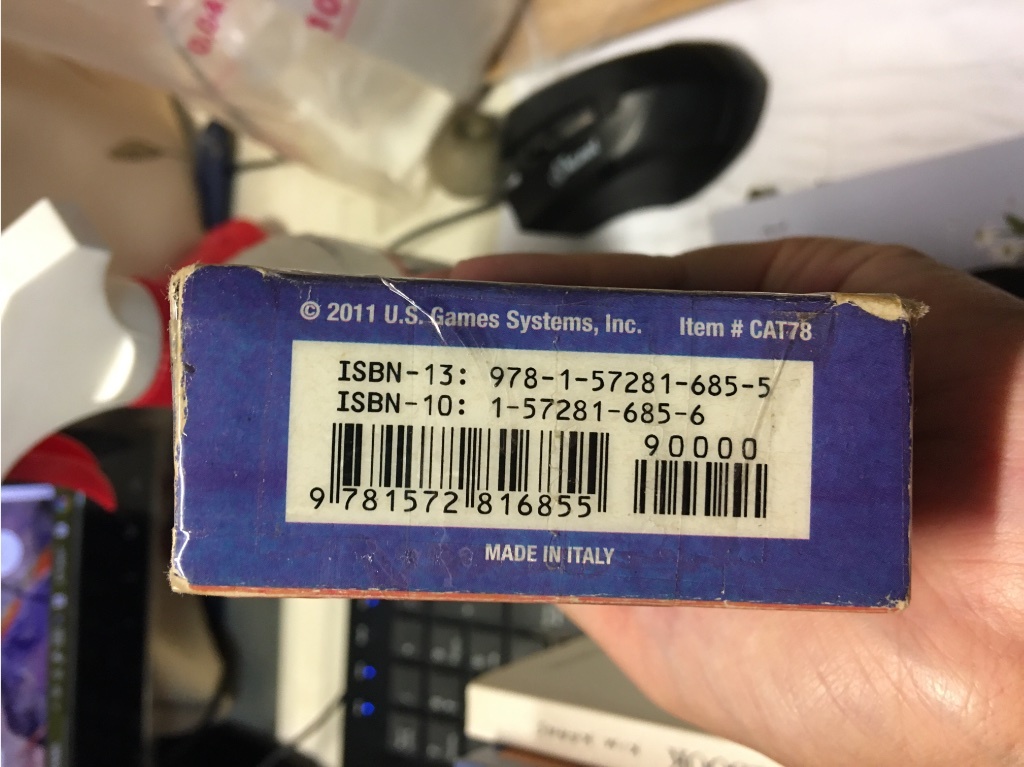 © 2011 U.S. Games Systems, Inc. Item # CAT78
ISBN-13: 978-1-57281-685-5
ISBN-10: 1-57281-685-6
90000
9 781572 816855
MADE IN ITALY